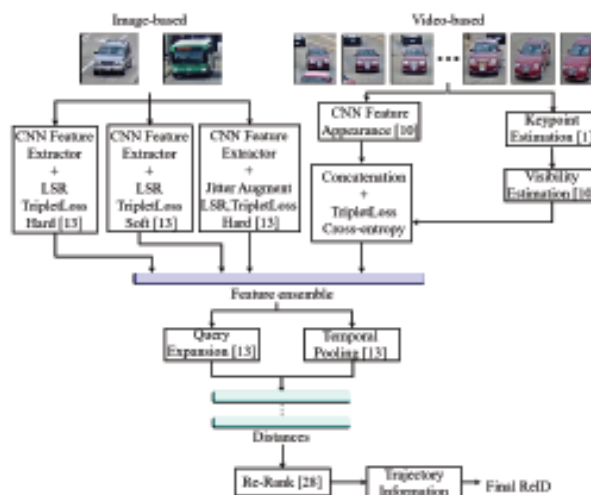 Image-based
Video-based
CNN Feature
Extractor
+
LSR
TripletLoss
Hard [13]
CNN Feature
Extractor
+
LSR
TripletLoss
Soft [13]
CNN Feature
Extractor
+
Jitter Augment
LSR,TripletLoss
Hard [13]
CNN Feature
Appearance [10]
Keypoint
Estimation [1]
Concatenation
+
TripletLoss
Cross-entropy
Visibility
Estimation [10]
Feature ensemble
Query
Expansion [13]
Temporal
Pooling [13]
Distances
Re-Rank [28]
Trajectory
Information
Final ReID